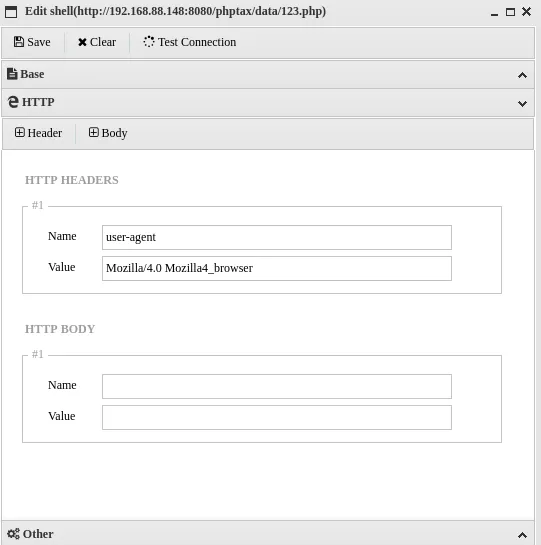 Edit shell(http://192.168.88.148:8080/phptax/data/123.php)
Save Clear Test Connection
Base
HTTP
Header Body
HTTP HEADERS
#1
Name user-agent
Value Mozilla/4.0 Mozilla4_browser
HTTP BODY
#1
Name
Value
Other